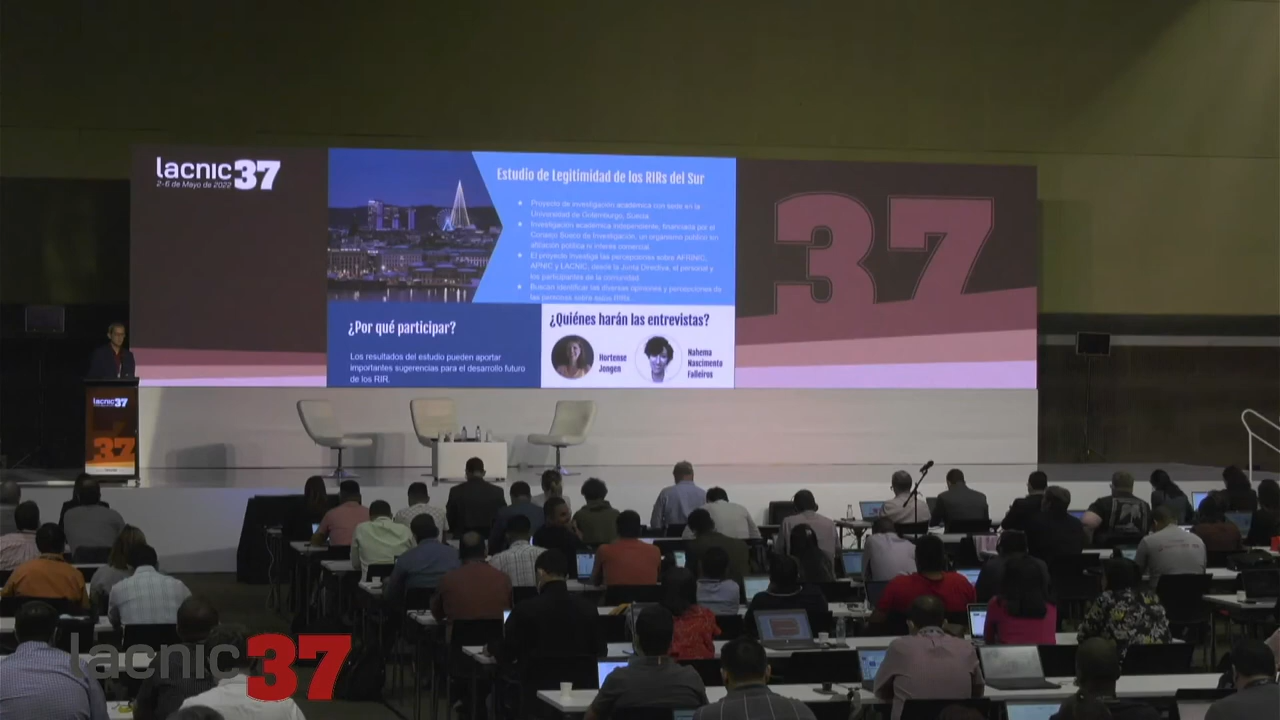 lacnic37
2-6 de Mayo de 2022
Estudio de Legitimidad de los RIRs del Sur
Proyecto de investigación académica con sede en la
Universidad de Gotemburgo, Suecia
Investigación académica independiente, financiada por el
Consejo Sueco de Investigación, un organismo público sin
afiliación política ni interés comercial.
El proyecto investiga las percepciones sobre AFRINIC,
APNIC y LACNIC, desde la Junta Directiva, el personal y
los participantes de la comunidad.
Buscan identificar las diversas opiniones y percepciones de
las personas sobre estos RIRs
¿Por qué participar?
Los resultados del estudio pueden aportar
importantes sugerencias para el desarrollo futuro
de los RIR.
¿Quiénes harán las entrevistas?
Hortense
Jongen
Nahema
Nascimento
Falleiros
37
lacnic37
37
lacnic37